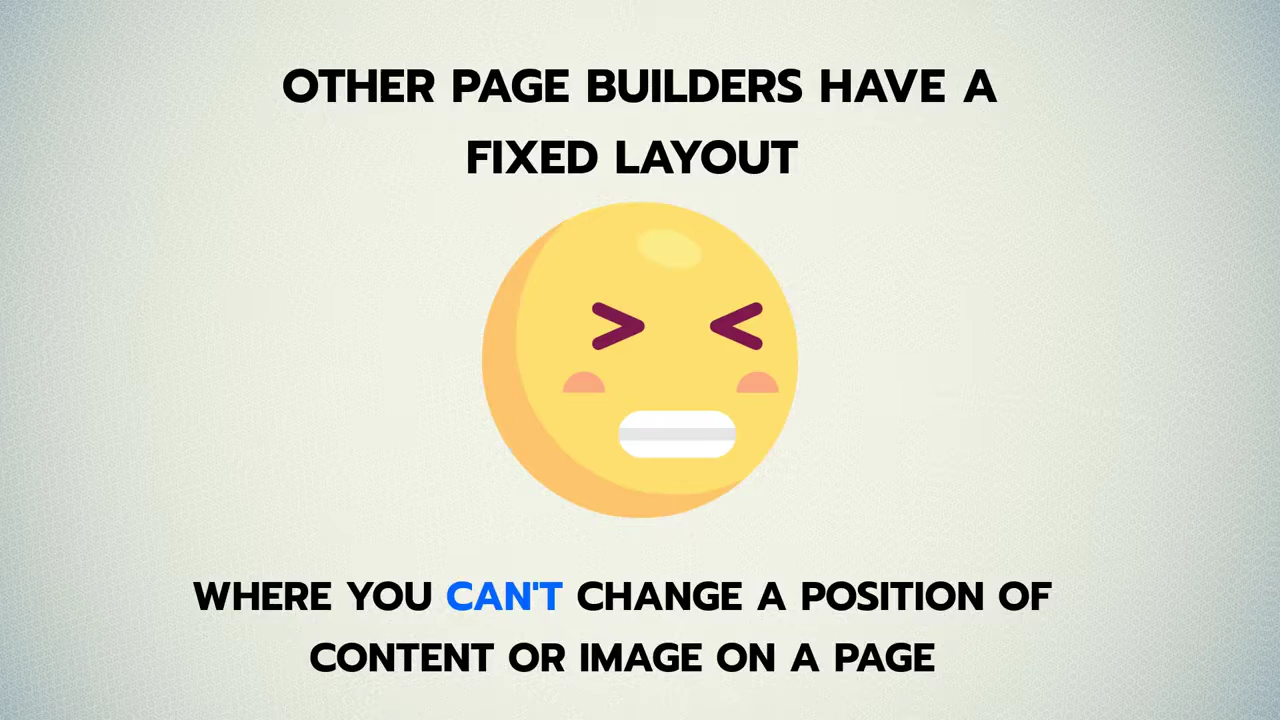 OTHER PAGE BUILDERS HAVE A
FIXED LAYOUT
WHERE YOU CAN'T CHANGE A POSITION OF
CONTENT OR IMAGE ON A PAGE